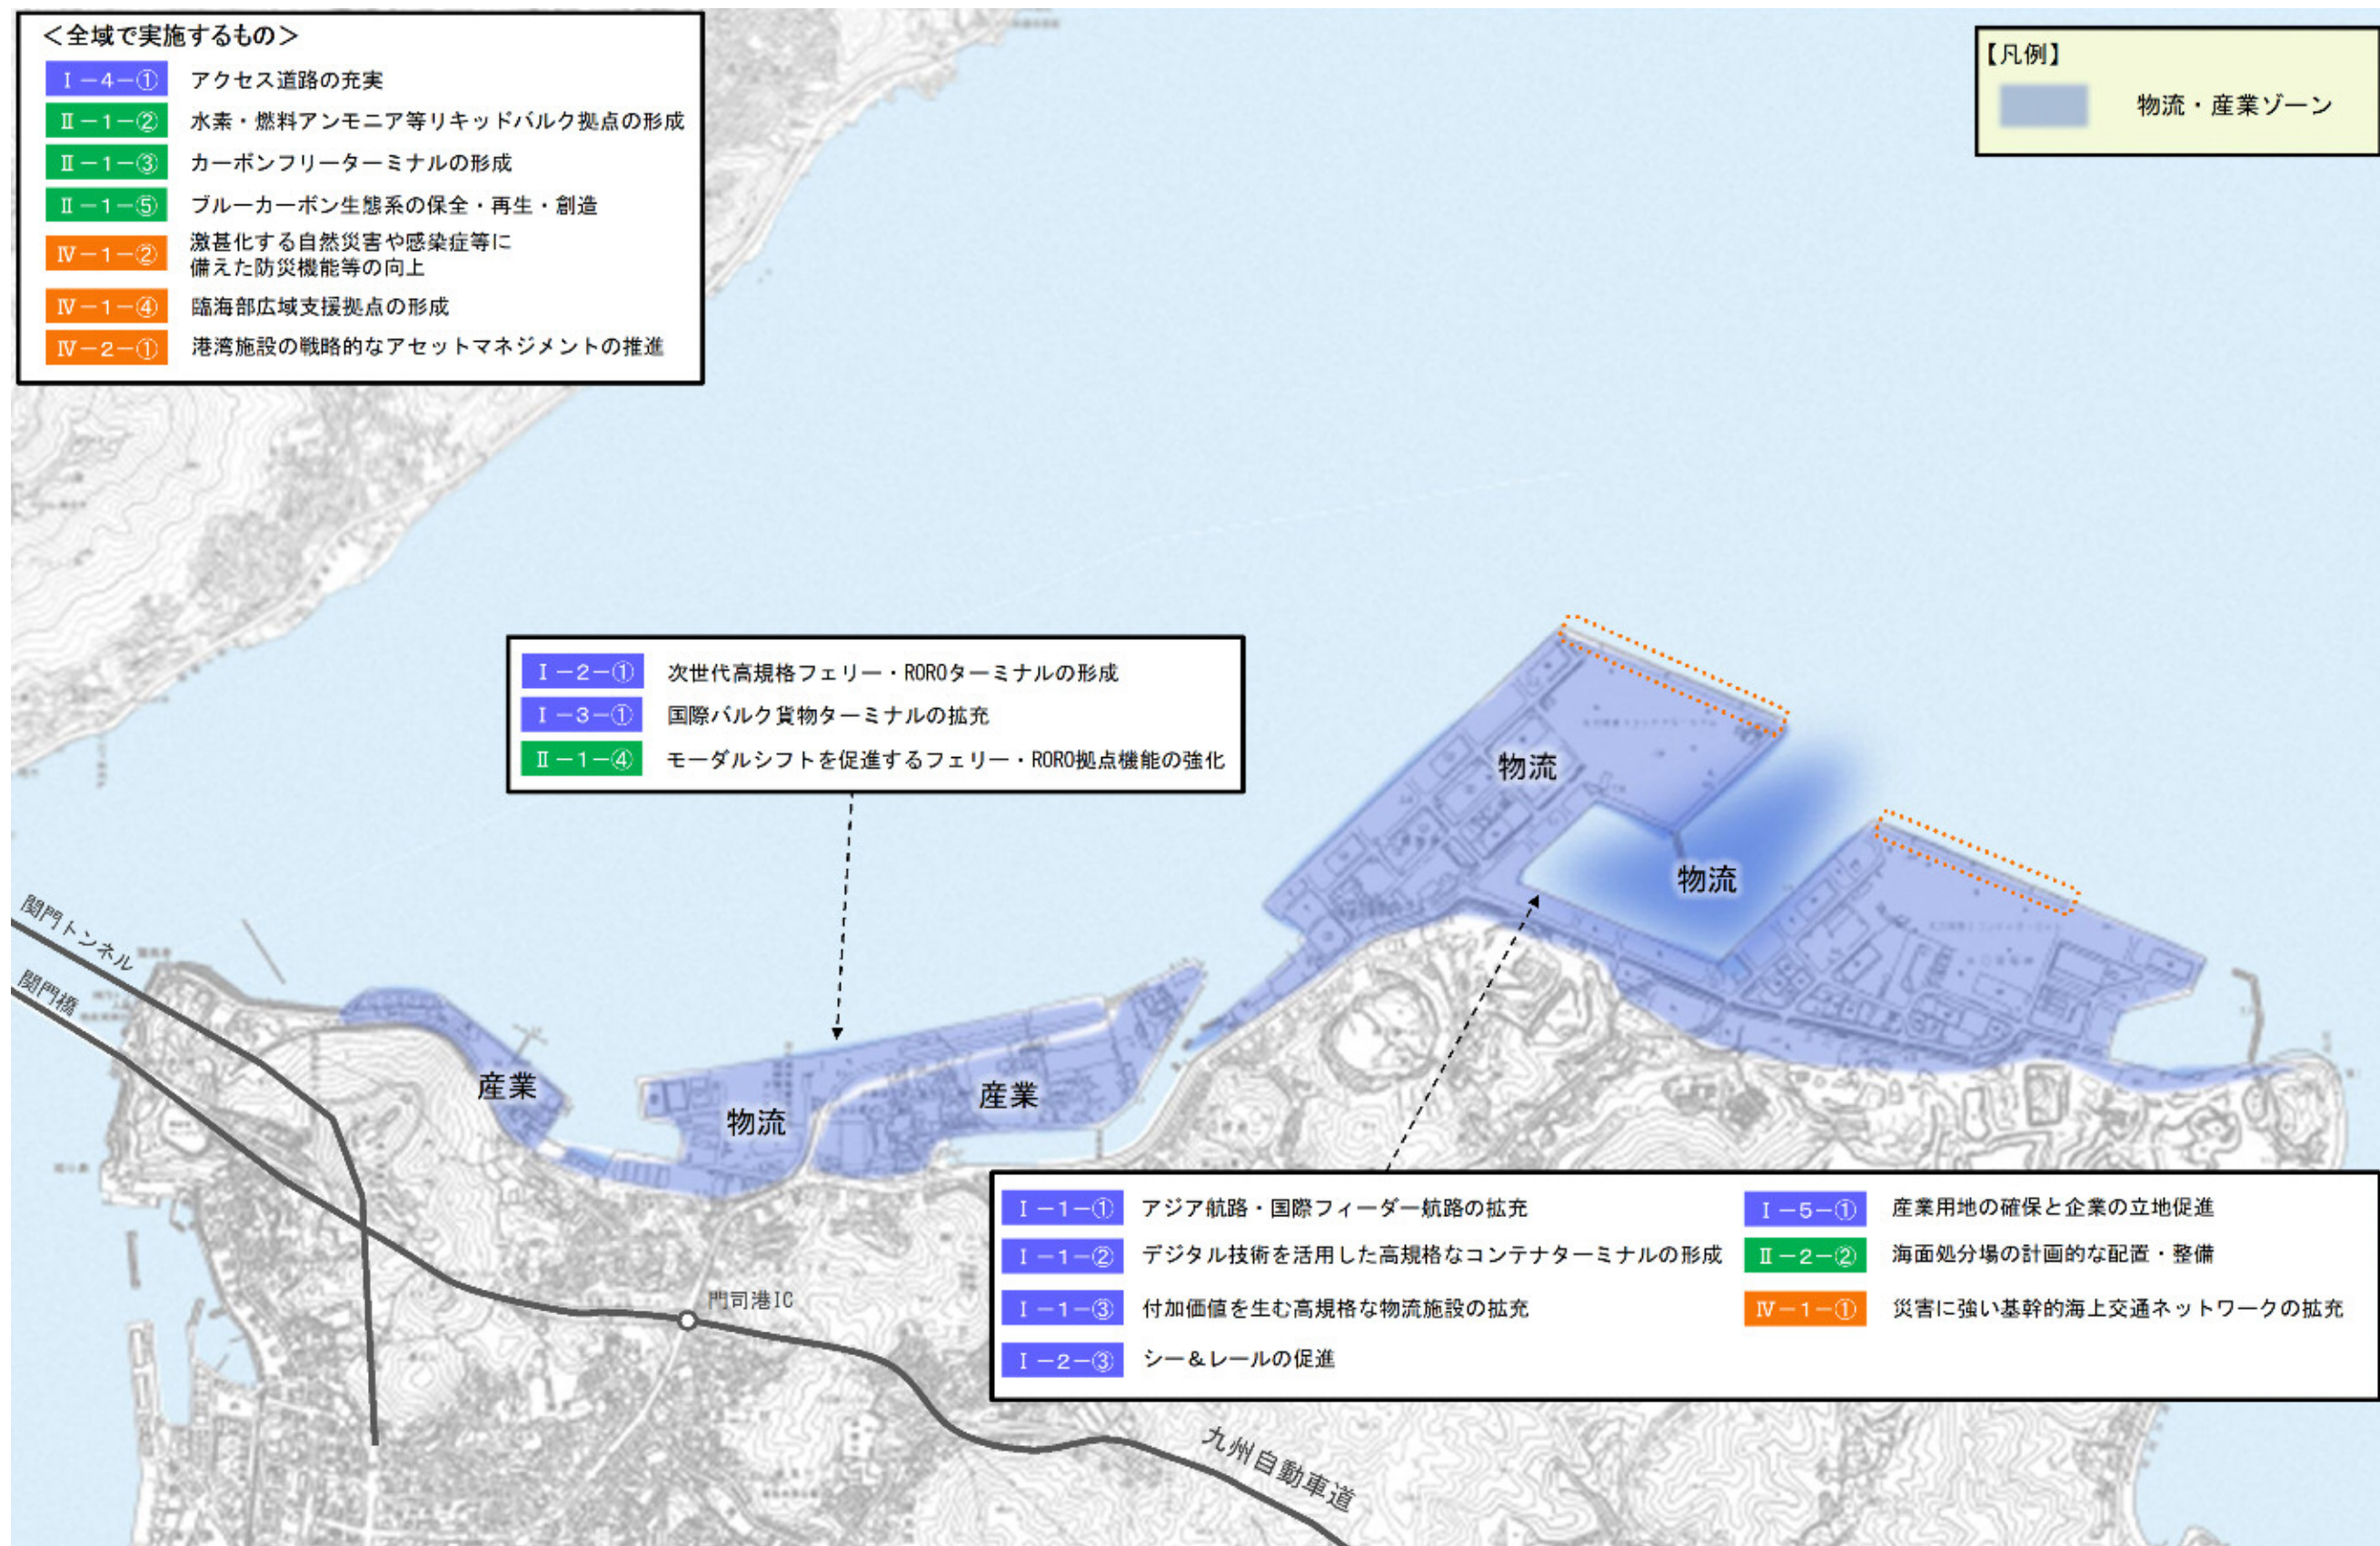 ＜全域で実施するもの＞
Ⅰ－4－① アクセス道路の充実
Ⅱ－1－② 水素・燃料アンモニア等リキッドバルク拠点の形成
Ⅱ－1－③ カーボンフリーターミナルの形成
Ⅱ－1－⑤ ブルーカーボン生態系の保全・再生・創造
Ⅳ－1－② 激甚化する自然災害や感染症等に
備えた防災機能等の向上
Ⅳ－1－④ 臨海部広域支援拠点の形成
Ⅳ－2－① 港湾施設の戦略的なアセットマネジメントの推進
【凡例】
物流・産業ゾーン
Ⅰ－2－① 次世代高規格フェリー・ROROターミナルの形成
Ⅰ－3－① 国際バルク貨物ターミナルの拡充
Ⅱ－1－④ モーダルシフトを促進するフェリー・RORO拠点機能の強化
物流
物流
関門トンネル
関門橋
産業
物流
産業
Ⅰ－1－① アジア航路・国際フィーダー航路の拡充
Ⅰ－1－② デジタル技術を活用した高規格なコンテナターミナルの形成
Ⅰ－1－③ 付加価値を生む高規格な物流施設の拡充
Ⅰ－2－③ シー＆レールの促進
Ⅰ－5－① 産業用地の確保と企業の立地促進
Ⅱ－2－② 海面処分場の計画的な配置・整備
Ⅳ－1－① 災害に強い基幹的海上交通ネットワークの拡充
門司港IC
九州自動車道